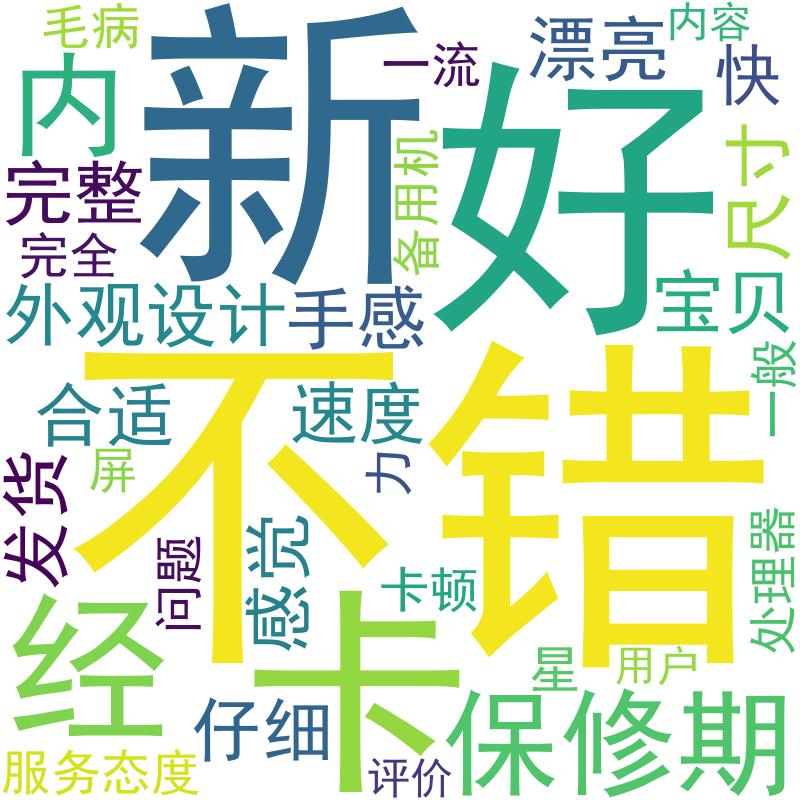 毛病
新
一流
漂亮
内容
内
快
好
完整
备用机
尺寸
完全
宝贝
外观设计
手感
不错
一般
合适
速度
屏
力
发货
感觉
问题
处理器
卡顿
经
卡
星
用户
保修期
仔细
服务态度
评价